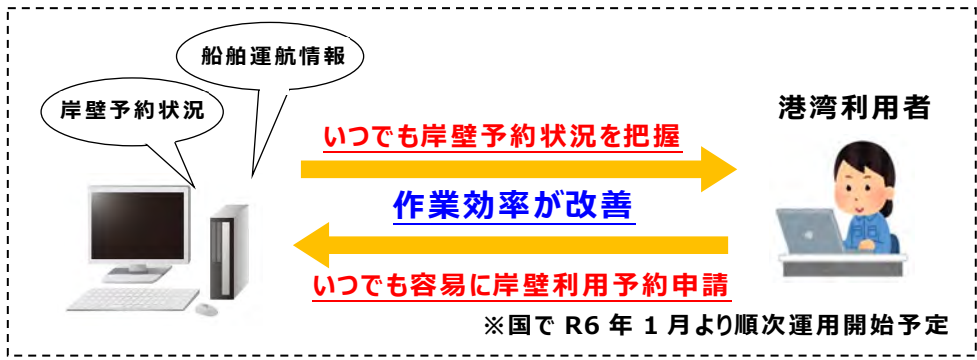 船舶運航情報
岸壁予約状況
港湾利用者
いつでも岸壁予約状況を把握
作業効率が改善
いつでも容易に岸壁利用予約申請
※国で R6 年 1 月より順次運用開始予定